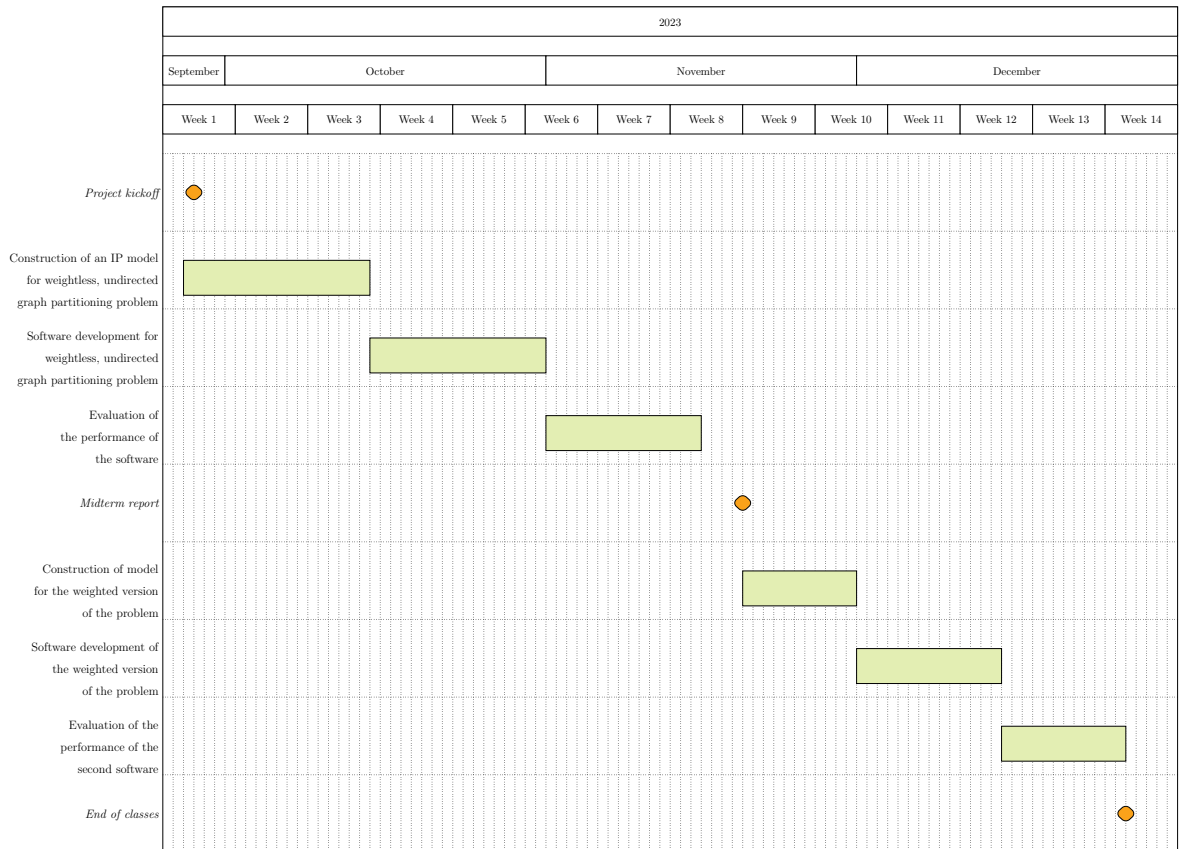 2023
September October November December
Week 1 Week 2 Week 3 Week 4 Week 5 Week 6 Week 7 Week 8 Week 9 Week 10 Week 11 Week 12 Week 13 Week 14
Project kickoff
Construction of an IP model
for weightless, undirected
graph partitioning problem
Software development for
weightless, undirected
graph partitioning problem
Evaluation of
the performance of
the software
Midterm report
Construction of model
for the weighted version
of the problem
Software development of
the weighted version
of the problem
Evaluation of the
performance of the
second software
End of classes